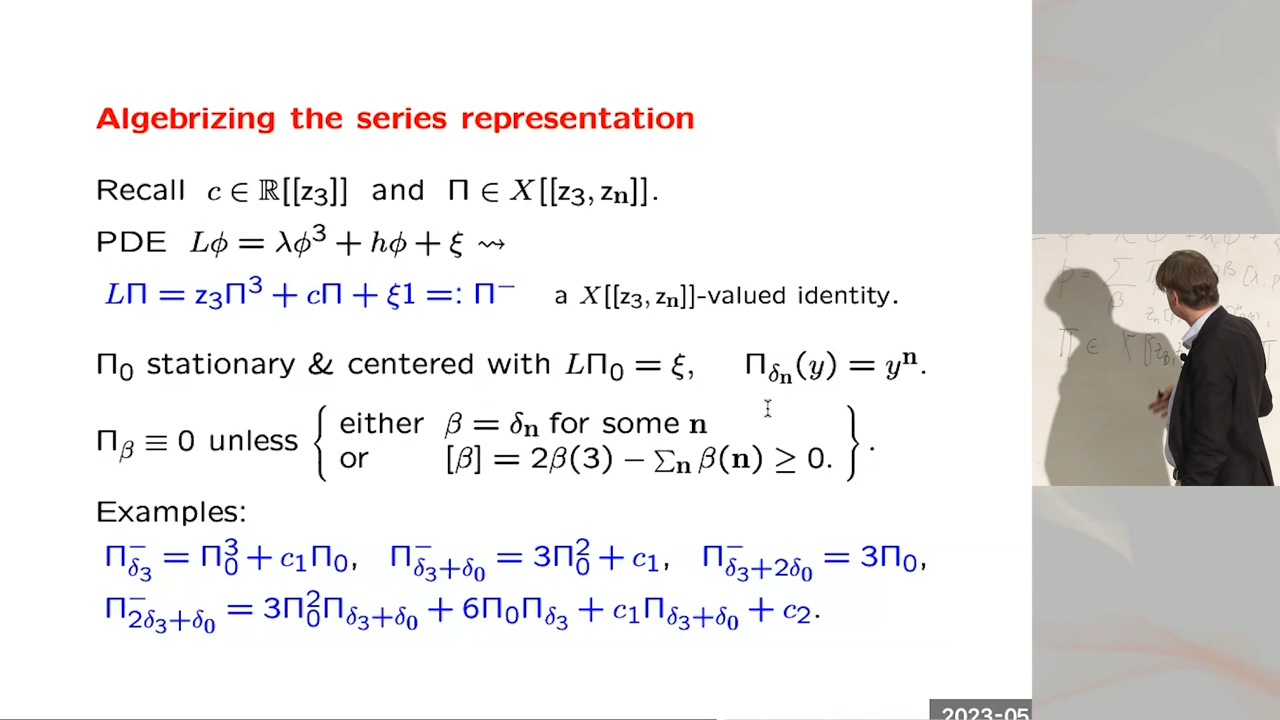 Algebrizing the series representation
Recall c ∈ ℝ[[z₃]] and Π ∈ X[[z₃, zₙ]].
PDE Lϕ = λϕ³ + hϕ + ξ ⇝
LΠ = z₃Π³ + cΠ + ξ1 =: Π⁻ a X[[z₃, zₙ]]-valued identity.
Π₀ stationary & centered with LΠ₀ = ξ, Π_{δₙ}(y) = yⁿ.
Π_β ≡ 0 unless { either β = δₙ for some n
or [β] = 2β(3) − Σₙ β(n) ≥ 0. }.
Examples:
Π⁻_{δ₃} = Π₀³ + c₁Π₀, Π⁻_{δ₃+δ₀} = 3Π₀² + c₁, Π⁻_{δ₃+2δ₀} = 3Π₀,
Π⁻_{2δ₃+δ₀} = 3Π₀²Π_{δ₃+δ₀} + 6Π₀Π_{δ₃} + c₁Π_{δ₃+δ₀} + c₂.
2023-05